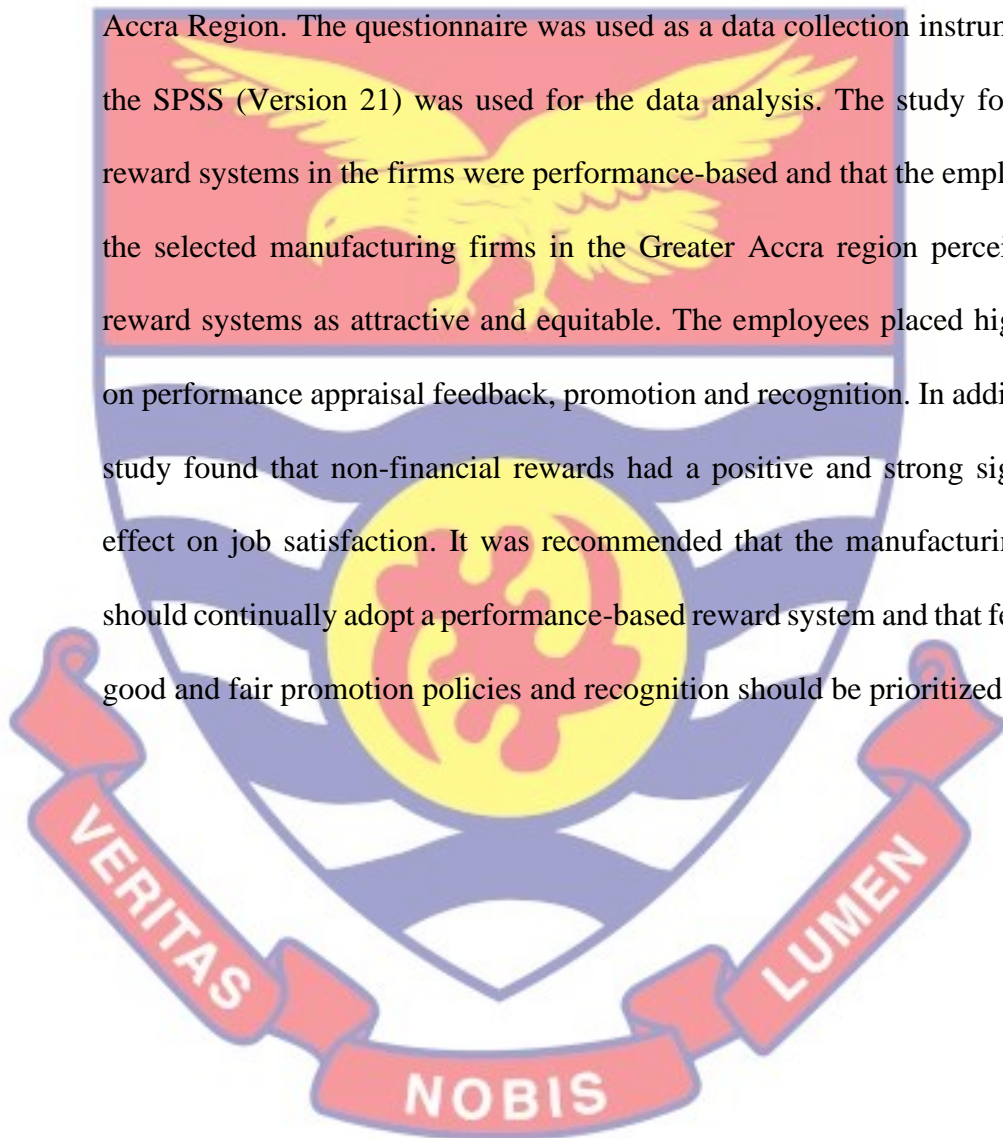 Accra Region. The questionnaire was used as a data collection instrum
the SPSS (Version 21) was used for the data analysis. The study fo
reward systems in the firms were performance-based and that the empl
the selected manufacturing firms in the Greater Accra region percei
reward systems as attractive and equitable. The employees placed hig
on performance appraisal feedback, promotion and recognition. In addi
study found that non-financial rewards had a positive and strong sig
effect on job satisfaction. It was recommended that the manufacturin
should continually adopt a performance-based reward system and that fe
good and fair promotion policies and recognition should be prioritized
VERITAS
NOBIS
LUMEN